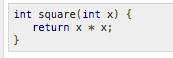 int square(int x) {
   return x * x;
}